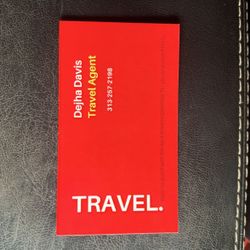 Dejha Davis
Travel Agent
313·257·2198
TRAVEL.